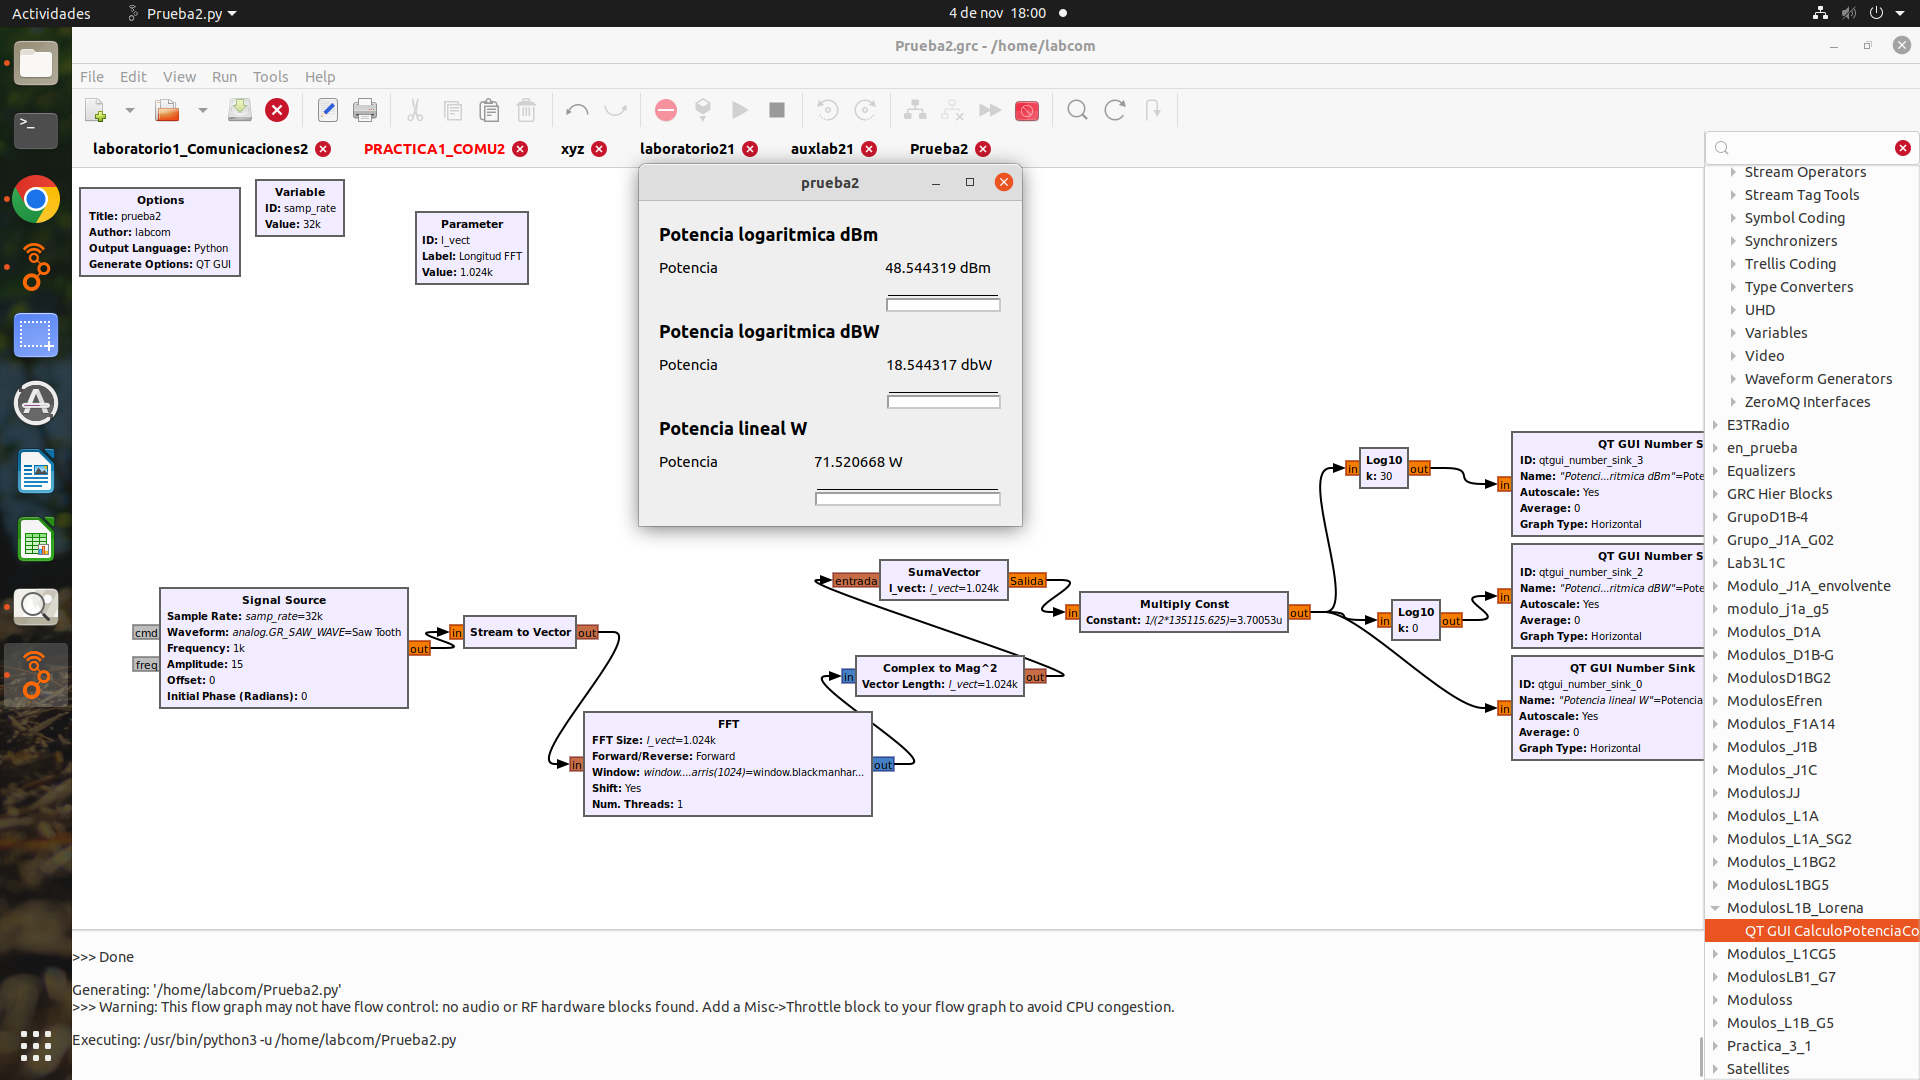 Actividades
Prueba2.py
4 de nov 18:00
Prueba2.grc - /home/labcom
File Edit View Run Tools Help
laboratorio1_Comunicaciones2
PRACTICA1_COMU2
xyz
laboratorio21
auxlab21
Prueba2
Options
Title: prueba2
Author: labcom
Output Language: Python
Generate Options: QT GUI
Variable
ID: samp_rate
Value: 32k
Parameter
ID: l_vect
Label: Longitud FFT
Value: 1.024k
prueba2
Potencia logaritmica dBm
Potencia 48.544319 dBm
Potencia logaritmica dBW
Potencia 18.544317 dbW
Potencia lineal W
Potencia 71.520668 W
Signal Source
Sample Rate: samp_rate=32k
Waveform: analog.GR_SAW_WAVE=Saw Tooth
Frequency: 1k
Amplitude: 15
Offset: 0
Initial Phase (Radians): 0
cmd
freq
out
in
Stream to Vector
out
FFT
FFT Size: l_vect=1.024k
Forward/Reverse: Forward
Window: window....arris(1024)=window.blackmanhar...
Shift: Yes
Num. Threads: 1
in
out
in
Complex to Mag^2
Vector Length: l_vect=1.024k
out
entrada
SumaVector
l_vect: l_vect=1.024k
Salida
in
Multiply Const
Constant: 1/(2*135115.625)=3.70053u
out
in
Log10
k: 30
out
in
Log10
k: 0
out
in
QT GUI Number S
ID: qtgui_number_sink_3
Name: "Potenci...ritmica dBm"=Pote
Autoscale: Yes
Average: 0
Graph Type: Horizontal
in
QT GUI Number S
ID: qtgui_number_sink_2
Name: "Potenci...ritmica dBW"=Pote
Autoscale: Yes
Average: 0
Graph Type: Horizontal
in
QT GUI Number Sink
ID: qtgui_number_sink_0
Name: "Potencia lineal W"=Potencia
Autoscale: Yes
Average: 0
Graph Type: Horizontal
Stream Operators
Stream Tag Tools
Symbol Coding
Synchronizers
Trellis Coding
Type Converters
UHD
Variables
Video
Waveform Generators
ZeroMQ Interfaces
E3TRadio
en_prueba
Equalizers
GRC Hier Blocks
GrupoD1B-4
Grupo_J1A_G02
Lab3L1C
Modulo_J1A_envolvente
modulo_j1a_g5
Modulos_D1A
Modulos_D1B-G
ModulosD1BG2
ModulosEfren
Modulos_F1A14
Modulos_J1B
Modulos_J1C
ModulosJJ
Modulos_L1A
Modulos_L1A_SG2
Modulos_L1BG2
ModulosL1BG5
ModulosL1B_Lorena
QT GUI CalculoPotenciaCo
Modulos_L1CG5
ModulosLB1_G7
Moduloss
Moulos_L1B_G5
Practica_3_1
Satellites
>>> Done
Generating: '/home/labcom/Prueba2.py'
>>> Warning: This flow graph may not have flow control: no audio or RF hardware blocks found. Add a Misc->Throttle block to your flow graph to avoid CPU congestion.
Executing: /usr/bin/python3 -u /home/labcom/Prueba2.py